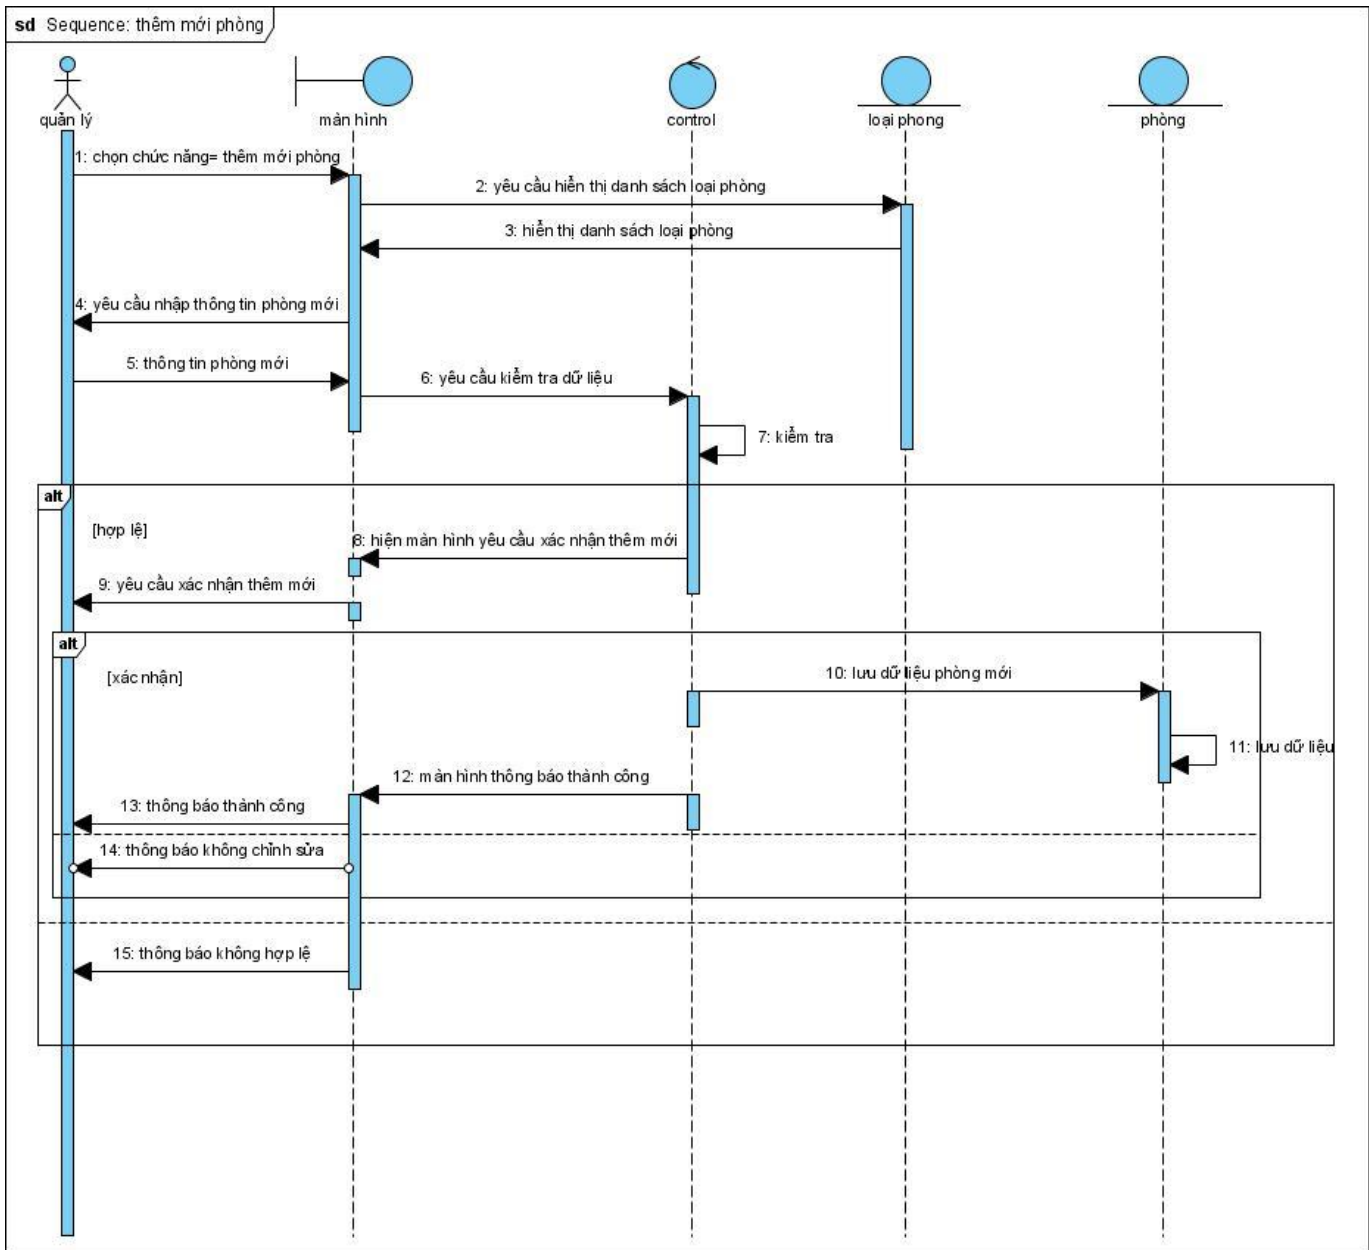 sd Sequence: thêm mới phòng
quản lý
màn hình
control
loại phong
phòng
1: chọn chức năng= thêm mới phòng
2: yêu cầu hiển thị danh sách loại phòng
3: hiển thị danh sách loại phòng
4: yêu cầu nhập thông tin phòng mới
5: thông tin phòng mới
6: yêu cầu kiểm tra dữ liệu
7: kiểm tra
alt
[hợp lệ]
8: hiện màn hình yêu cầu xác nhận thêm mới
9: yêu cầu xác nhận thêm mới
alt
[xác nhận]
10: lưu dữ liệu phòng mới
11: lưu dữ liệu
12: màn hình thông báo thành công
13: thông báo thành công
14: thông báo không chỉnh sửa
15: thông báo không hợp lệ